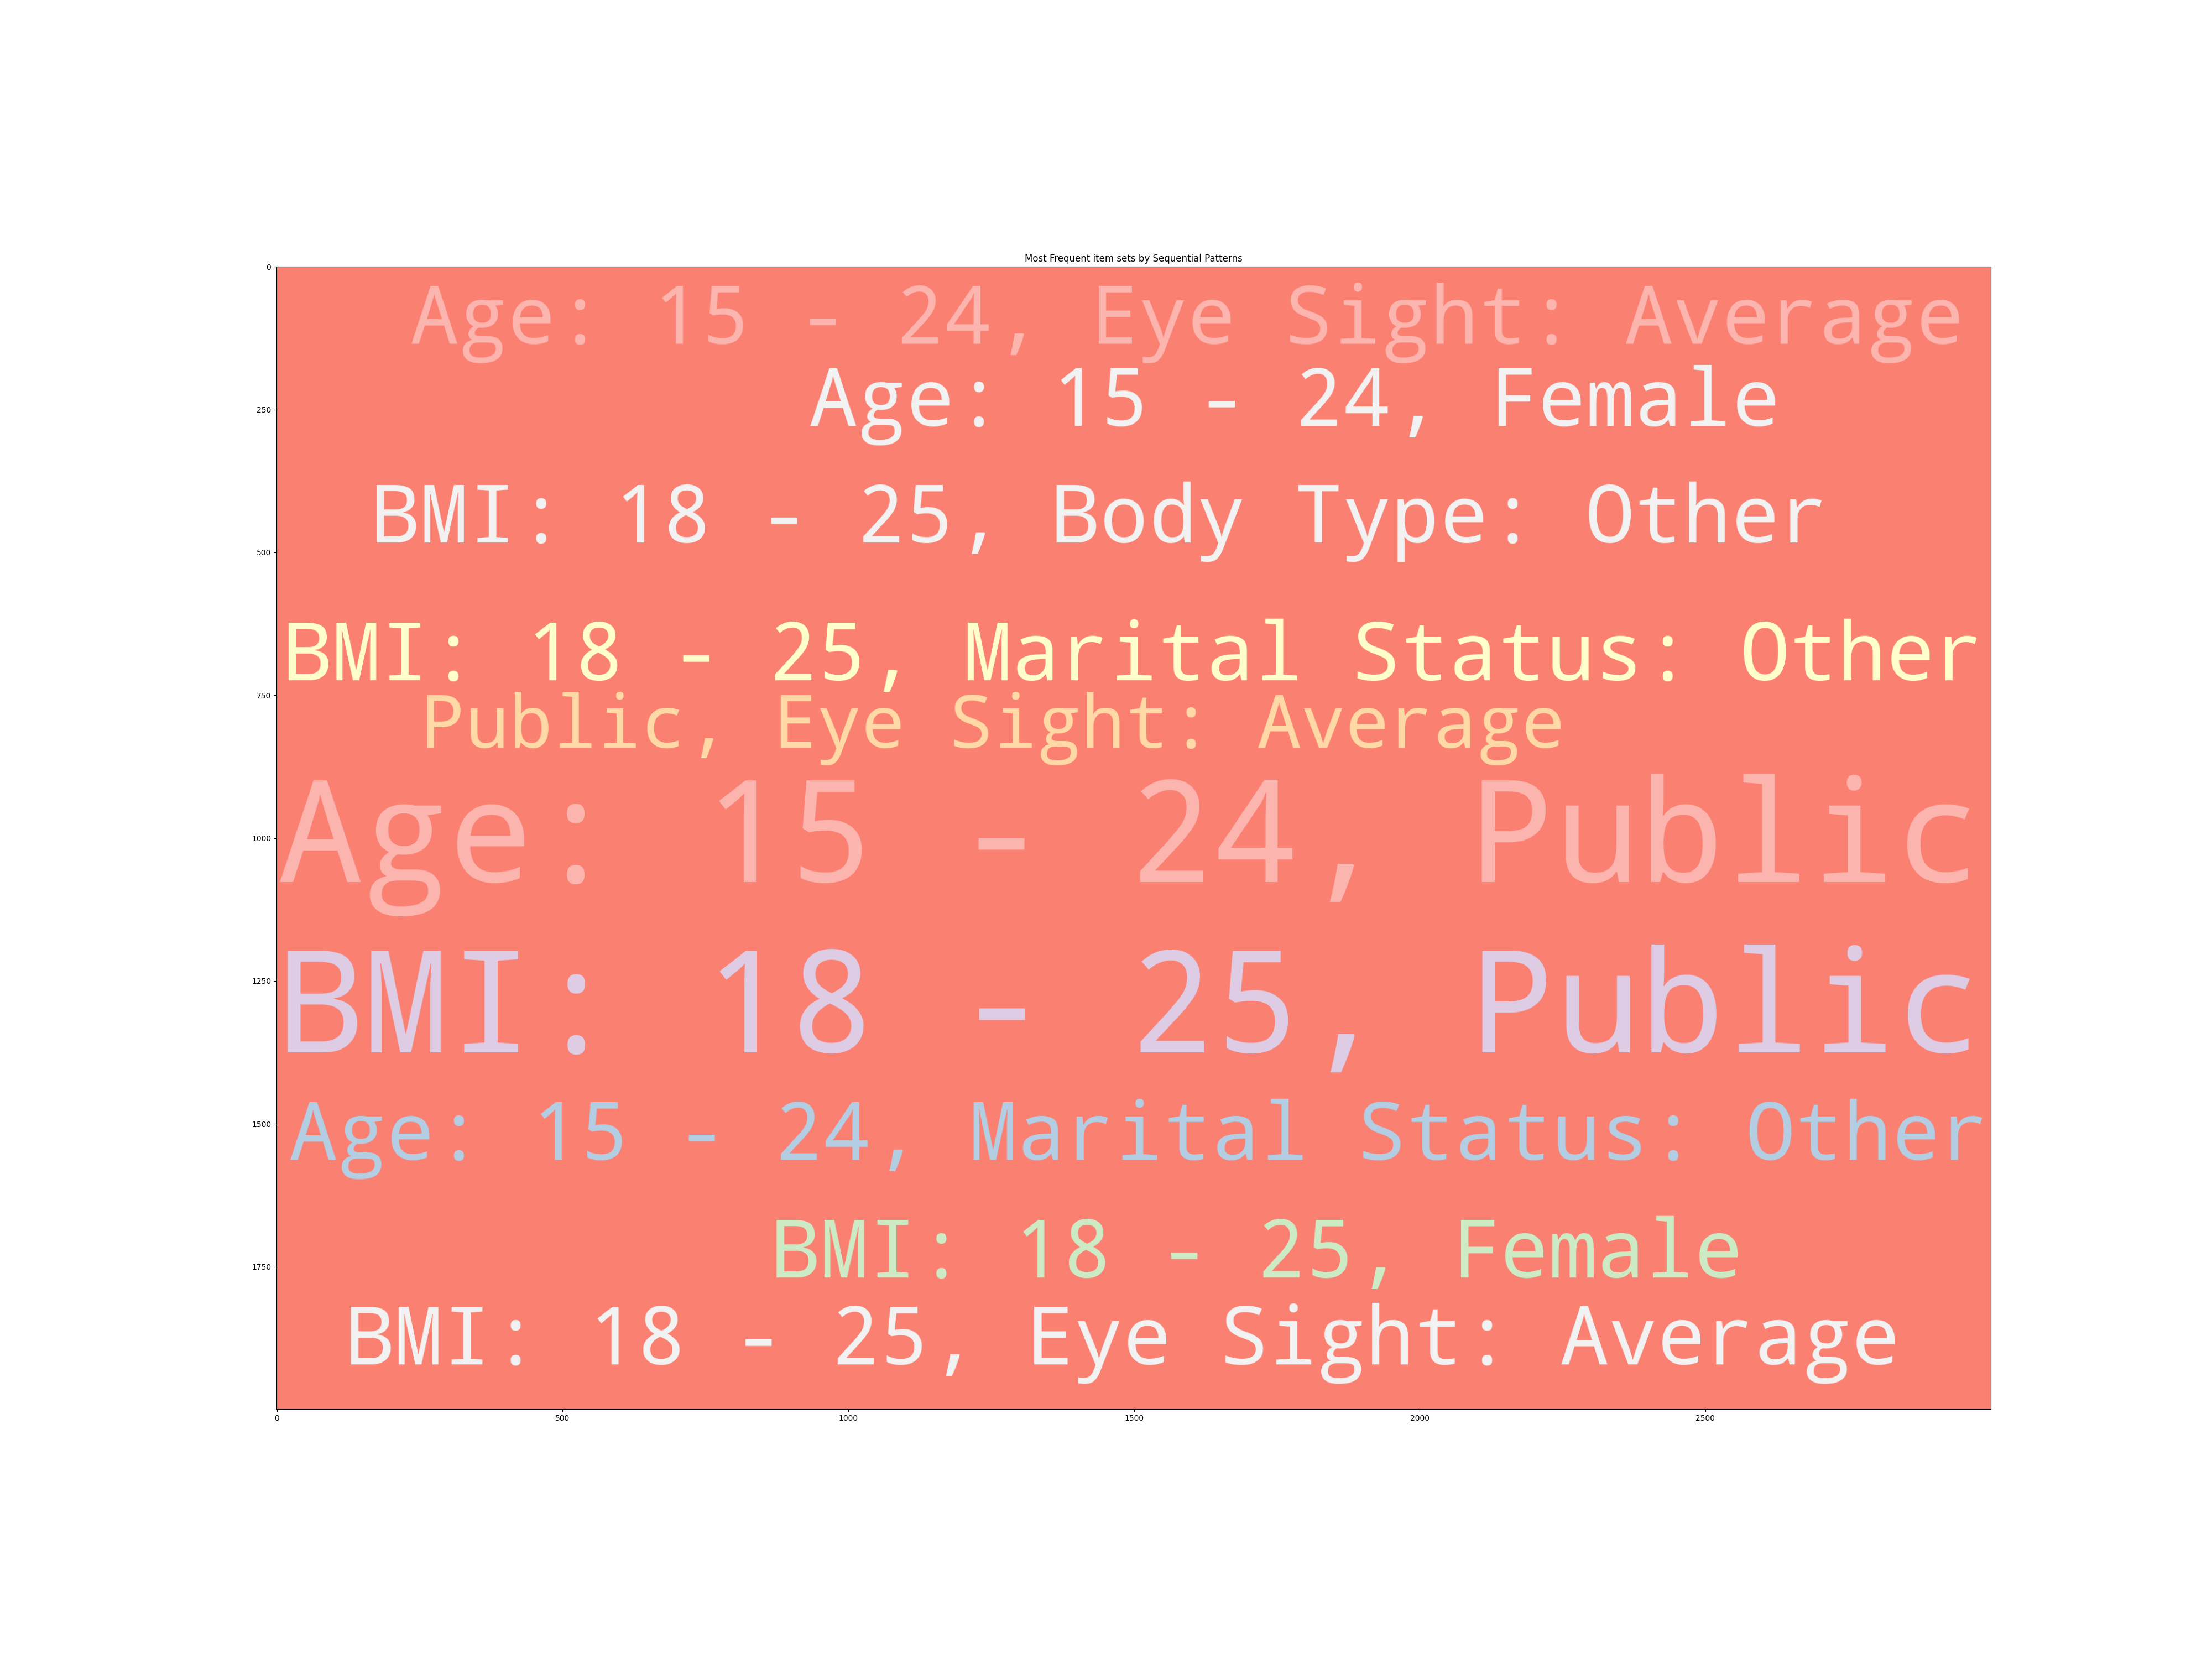 Most Frequent item sets by Sequential Patterns
0
Age: 15 - 24, Eye Sight: Average
Age: 15 - 24, Female
250
BMI: 18 - 25, Body Type: Other
500
BMI: 18 - 25, Marital Status: Other
750
Public, Eye Sight: Average
Age: 15 - 24, Public
1000
BMI: 18 - 25, Public
1250
Age: 15 - 24, Marital Status: Other
1500
BMI: 18 - 25, Female
1750
BMI: 18 - 25, Eye Sight: Average
0 500 1000 1500 2000 2500